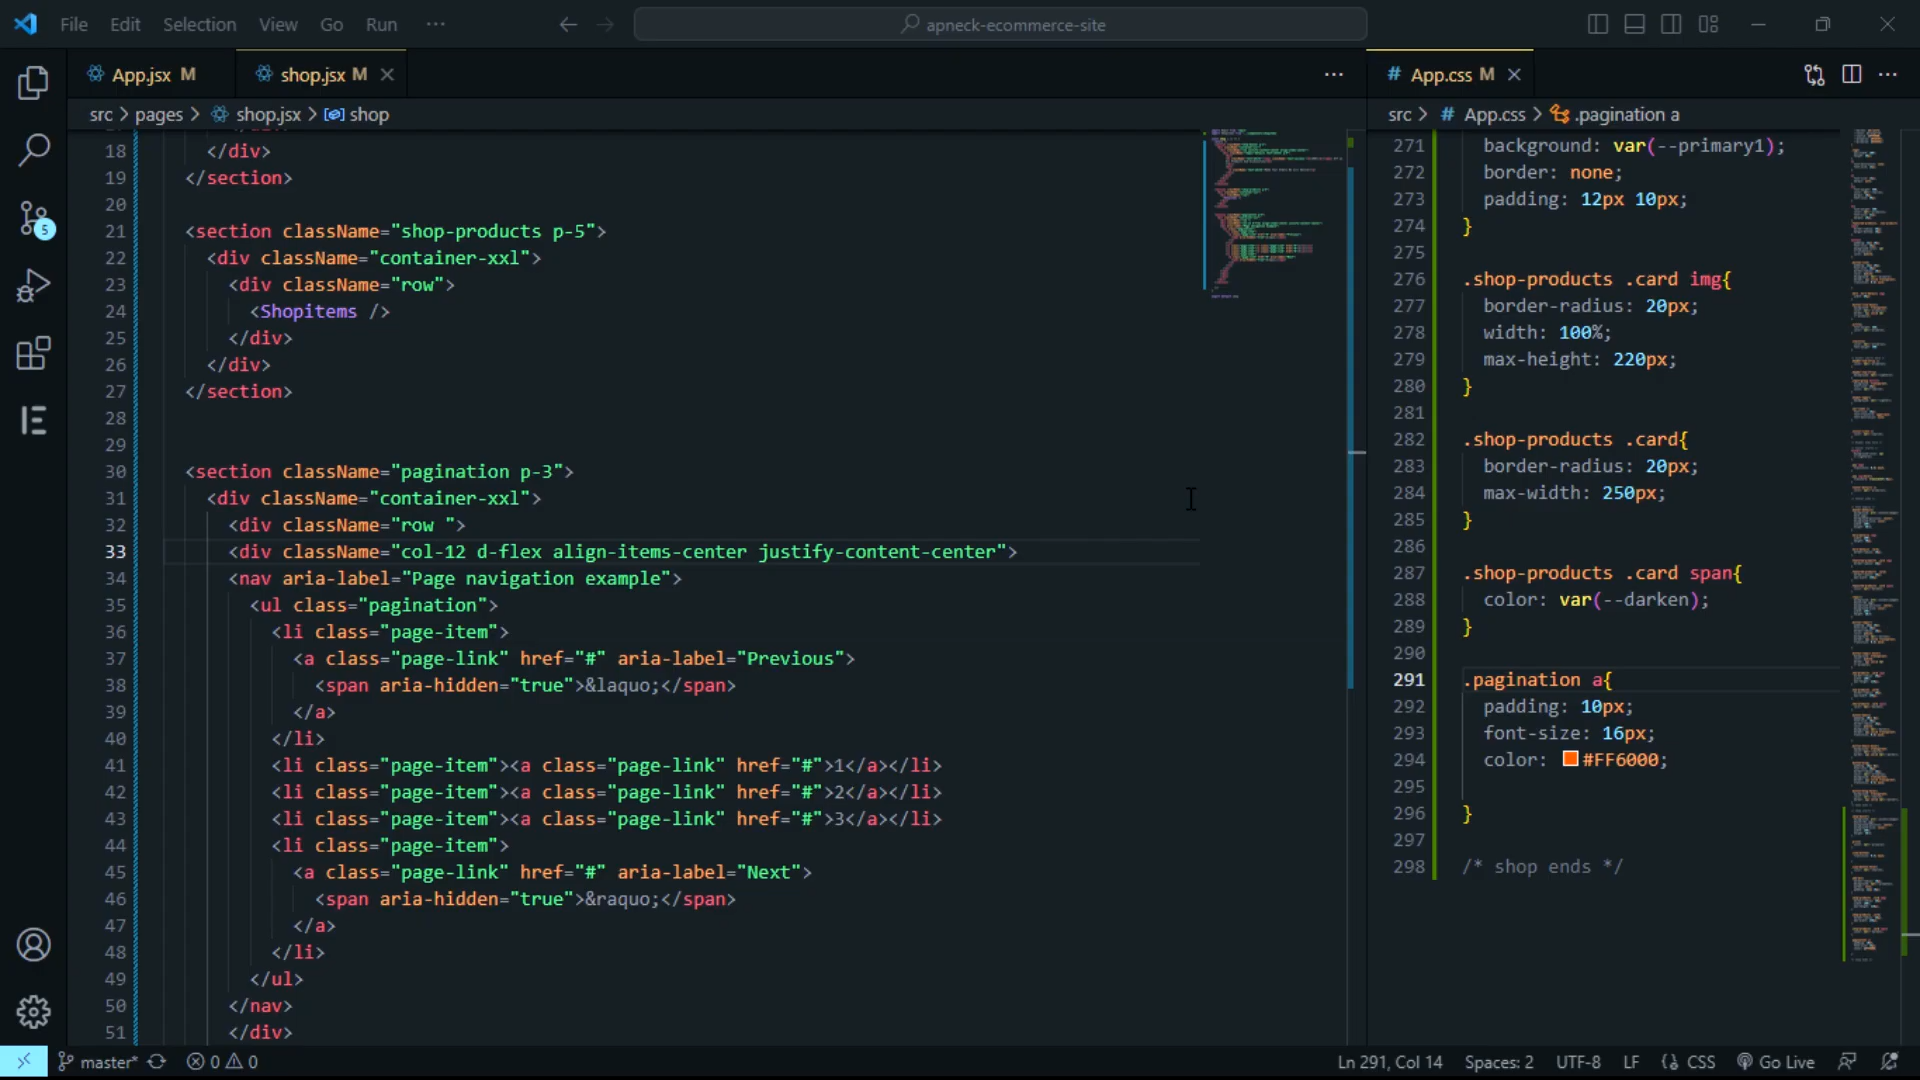 File Edit Selection View Go Run ···
apneck-ecommerce-site
App.jsx M
shop.jsx M
src > pages > shop.jsx > shop
18 </div>
19 </section>
20
21 <section className="shop-products p-5">
22 <div className="container-xxl">
23 <div className="row">
24 <Shopitems />
25 </div>
26 </div>
27 </section>
28
29
30 <section className="pagination p-3">
31 <div className="container-xxl">
32 <div className="row ">
33 <div className="col-12 d-flex align-items-center justify-content-center">
34 <nav aria-label="Page navigation example">
35 <ul class="pagination">
36 <li class="page-item">
37 <a class="page-link" href="#" aria-label="Previous">
38 <span aria-hidden="true">&laquo;</span>
39 </a>
40 </li>
41 <li class="page-item"><a class="page-link" href="#">1</a></li>
42 <li class="page-item"><a class="page-link" href="#">2</a></li>
43 <li class="page-item"><a class="page-link" href="#">3</a></li>
44 <li class="page-item">
45 <a class="page-link" href="#" aria-label="Next">
46 <span aria-hidden="true">&raquo;</span>
47 </a>
48 </li>
49 </ul>
50 </nav>
51 </div>
# App.css M
src > # App.css > .pagination a
271 background: var(--primary1);
272 border: none;
273 padding: 12px 10px;
274 }
275
276 .shop-products .card img{
277 border-radius: 20px;
278 width: 100%;
279 max-height: 220px;
280 }
281
282 .shop-products .card{
283 border-radius: 20px;
284 max-width: 250px;
285 }
286
287 .shop-products .card span{
288 color: var(--darken);
289 }
290
291 .pagination a{
292 padding: 10px;
293 font-size: 16px;
294 color: #FF6000;
295
296 }
297
298 /* shop ends */
5
master* 0 0
Ln 291, Col 14 Spaces: 2 UTF-8 LF {} CSS Go Live